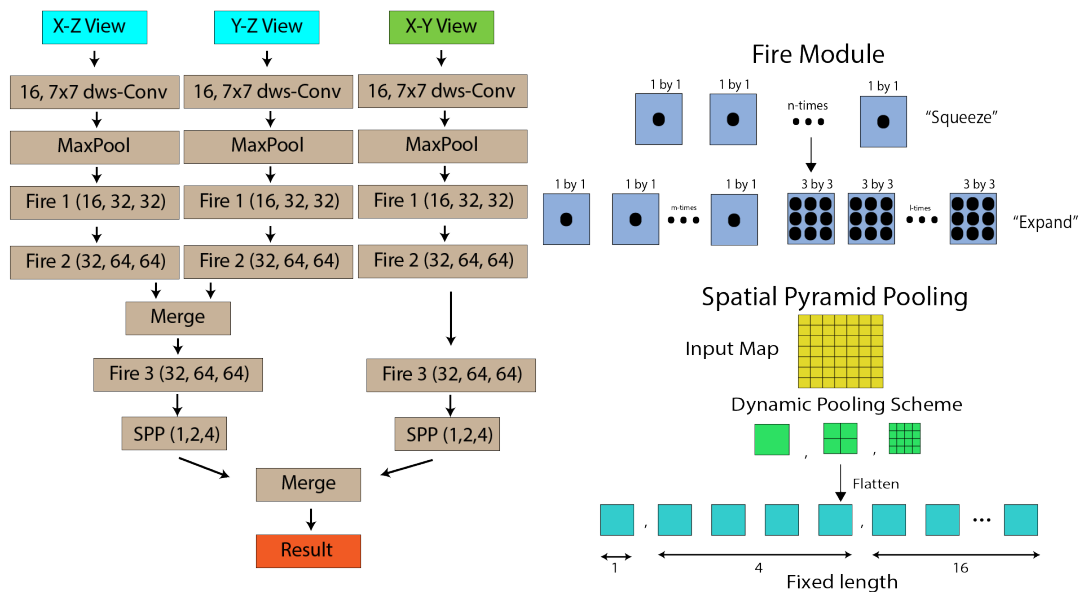 X-Z View
Y-Z View
X-Y View
16, 7x7 dws-Conv
16, 7x7 dws-Conv
16, 7x7 dws-Conv
MaxPool
MaxPool
MaxPool
Fire 1 (16, 32, 32)
Fire 1 (16, 32, 32)
Fire 1 (16, 32, 32)
Fire 2 (32, 64, 64)
Fire 2 (32, 64, 64)
Fire 2 (32, 64, 64)
Merge
Fire 3 (32, 64, 64)
Fire 3 (32, 64, 64)
SPP (1,2,4)
SPP (1,2,4)
Merge
Result
Fire Module
1 by 1
1 by 1
n-times
1 by 1
“Squeeze”
1 by 1
1 by 1
m-times
1 by 1
3 by 3
3 by 3
l-times
3 by 3
“Expand”
Spatial Pyramid Pooling
Input Map
Dynamic Pooling Scheme
, ,
Flatten
, , ...
1
4
16
Fixed length